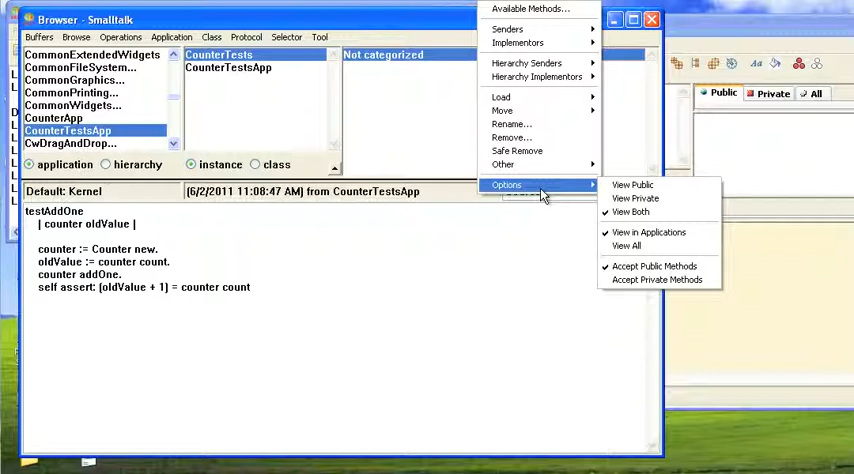 Browser - Smalltalk
Buffers Browse Operations Application Class Protocol Selector Tool
CommonExtendedWidgets
CommonFileSystem...
CommonGraphics...
CommonPrinting...
CommonWidgets...
CounterApp
CounterTestsApp
CwDragAndDrop...
CounterTests
CounterTestsApp
Not categorized
application hierarchy instance class
Default: Kernel
(6/2/2011 11:08:47 AM) from CounterTestsApp
testAddOne
| counter oldValue |
counter := Counter new.
oldValue := counter count.
counter addOne.
self assert: (oldValue + 1) = counter count
Available Methods...
Senders
Implementors
Hierarchy Senders
Hierarchy Implementors
Load
Move
Rename...
Remove...
Safe Remove
Other
Options
View Public
View Private
View Both
View in Applications
View All
Accept Public Methods
Accept Private Methods
Aa
Public Private All